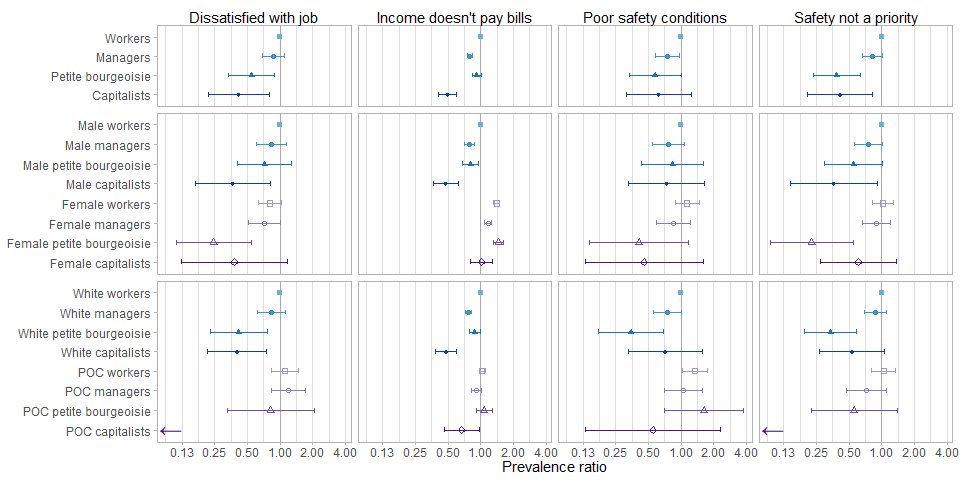 Dissatisfied with job Income doesn't pay bills Poor safety conditions Safety not a priority
Workers
Managers
Petite bourgeoisie
Capitalists
Male workers
Male managers
Male petite bourgeoisie
Male capitalists
Female workers
Female managers
Female petite bourgeoisie
Female capitalists
White workers
White managers
White petite bourgeoisie
White capitalists
POC workers
POC managers
POC petite bourgeoisie
POC capitalists
0.13 0.25 0.50 1.00 2.00 4.00 0.13 0.25 0.50 1.00 2.00 4.00 0.13 0.25 0.50 1.00 2.00 4.00 0.13 0.25 0.50 1.00 2.00 4.00
Prevalence ratio